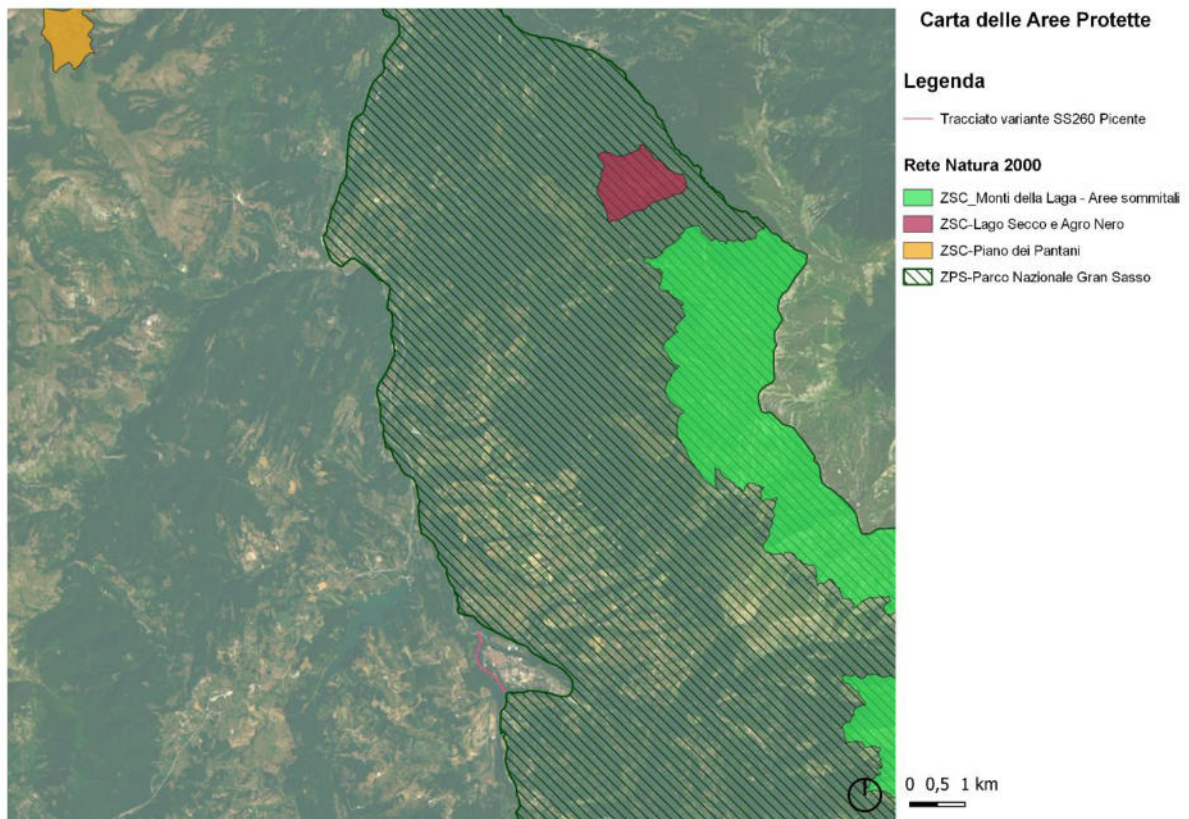 Carta delle Aree Protette
Legenda
Tracciato variante SS260 Picente
Rete Natura 2000
ZSC_Monti della Laga - Aree sommitali
ZSC-Lago Secco e Agro Nero
ZSC-Piano dei Pantani
ZPS-Parco Nazionale Gran Sasso
0 0,5 1 km